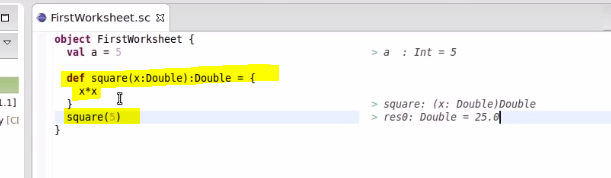 FirstWorksheet.sc
object FirstWorksheet {
val a = 5 > a : Int = 5
def square(x:Double):Double = {
x*x
} > square: (x: Double)Double
square(5) > res0: Double = 25.0
}
1.1]